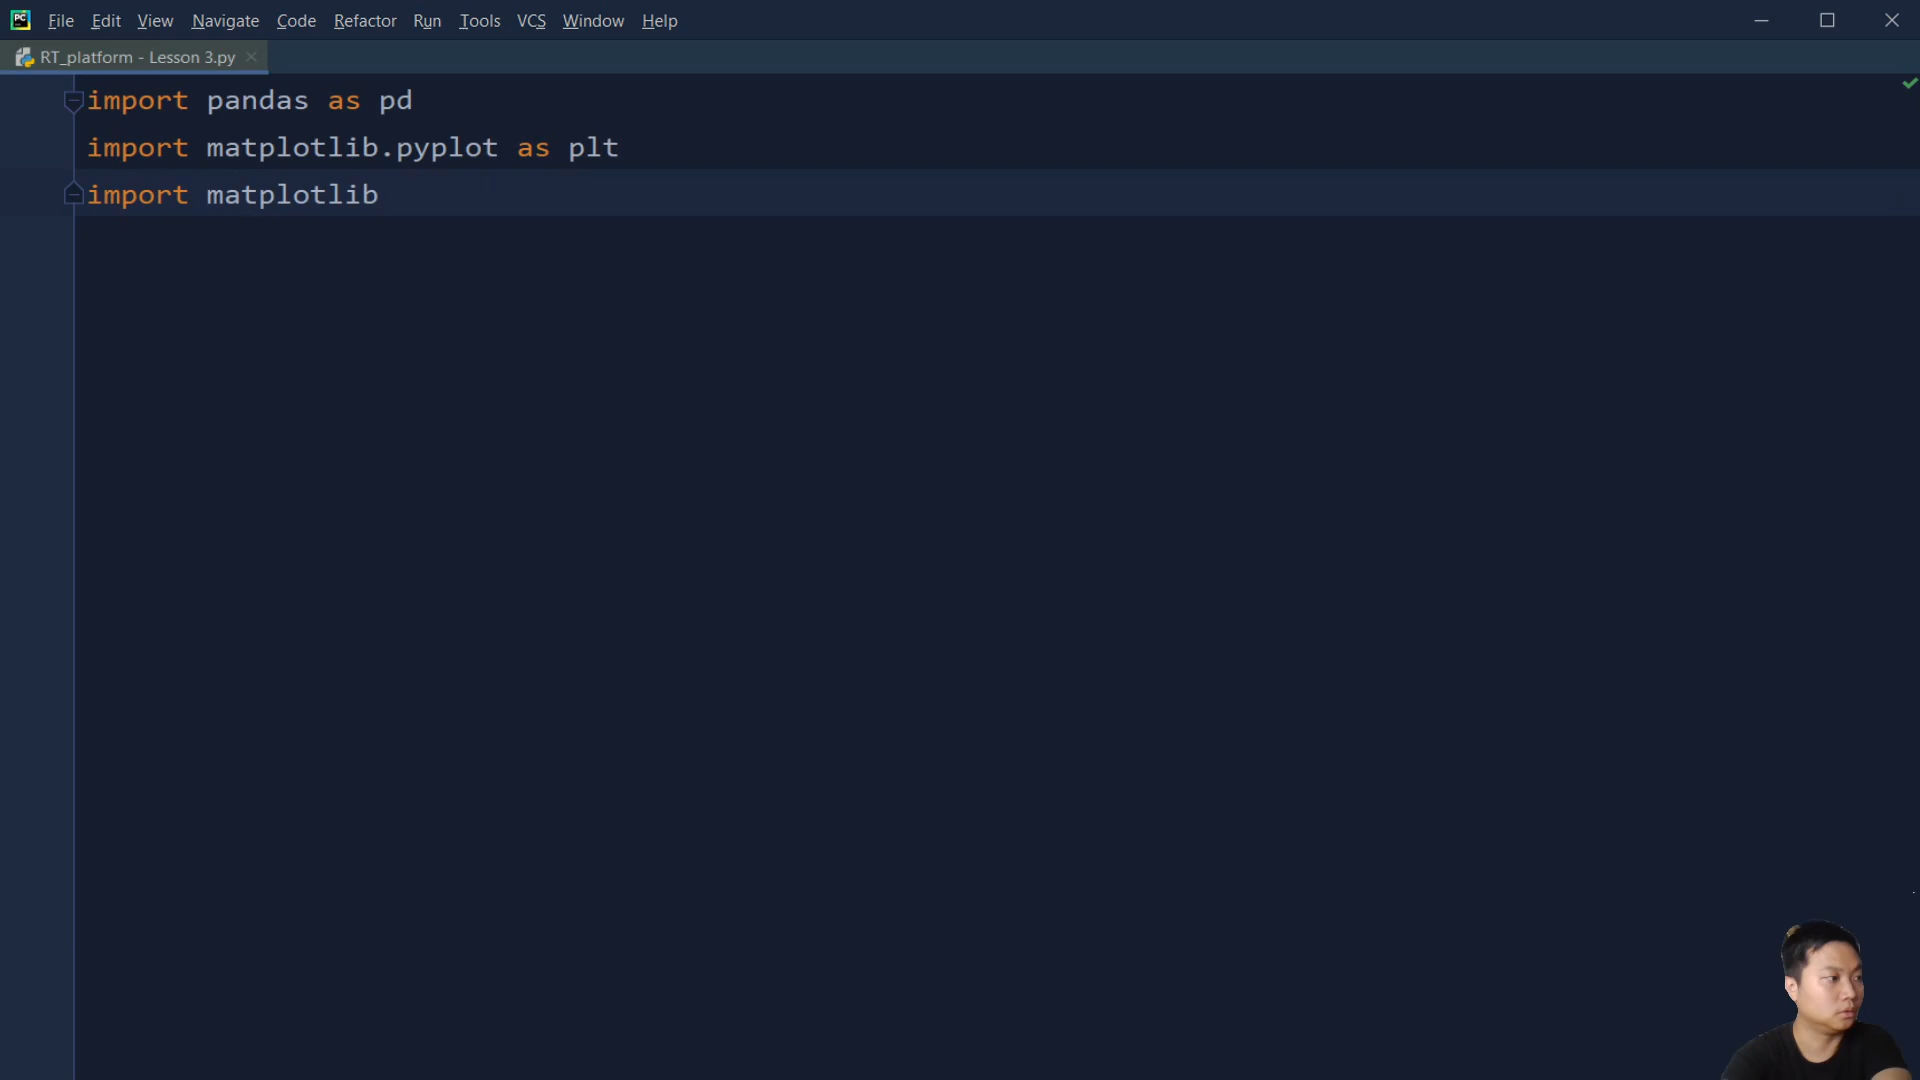 PC File Edit View Navigate Code Refactor Run Tools VCS Window Help
RT_platform - Lesson 3.py
import pandas as pd
import matplotlib.pyplot as plt
import matplotlib